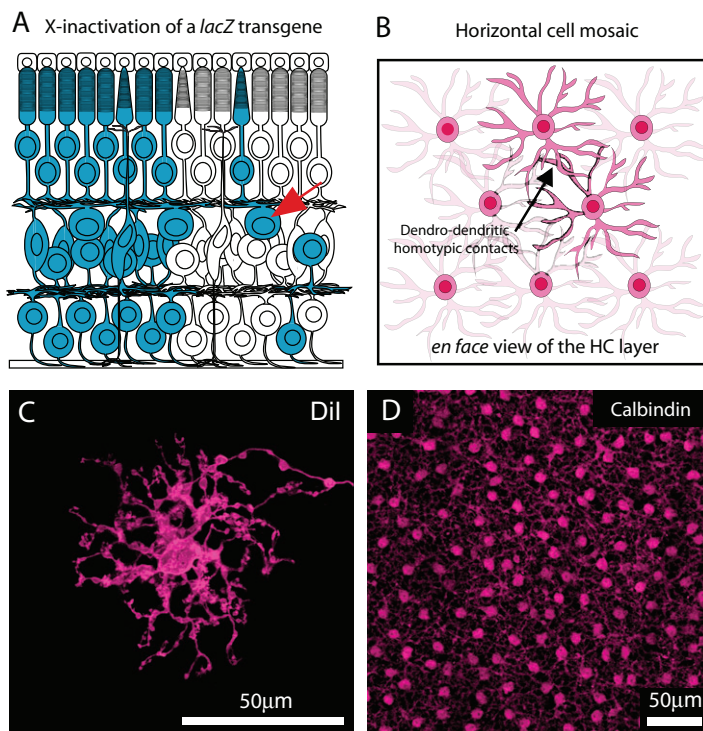 A
X-inactivation of a lacZ transgene
B
Horizontal cell mosaic
Dendro-dendritic
homotypic contacts
en face view of the HC layer
C
DiI
50μm
D
Calbindin
50μm